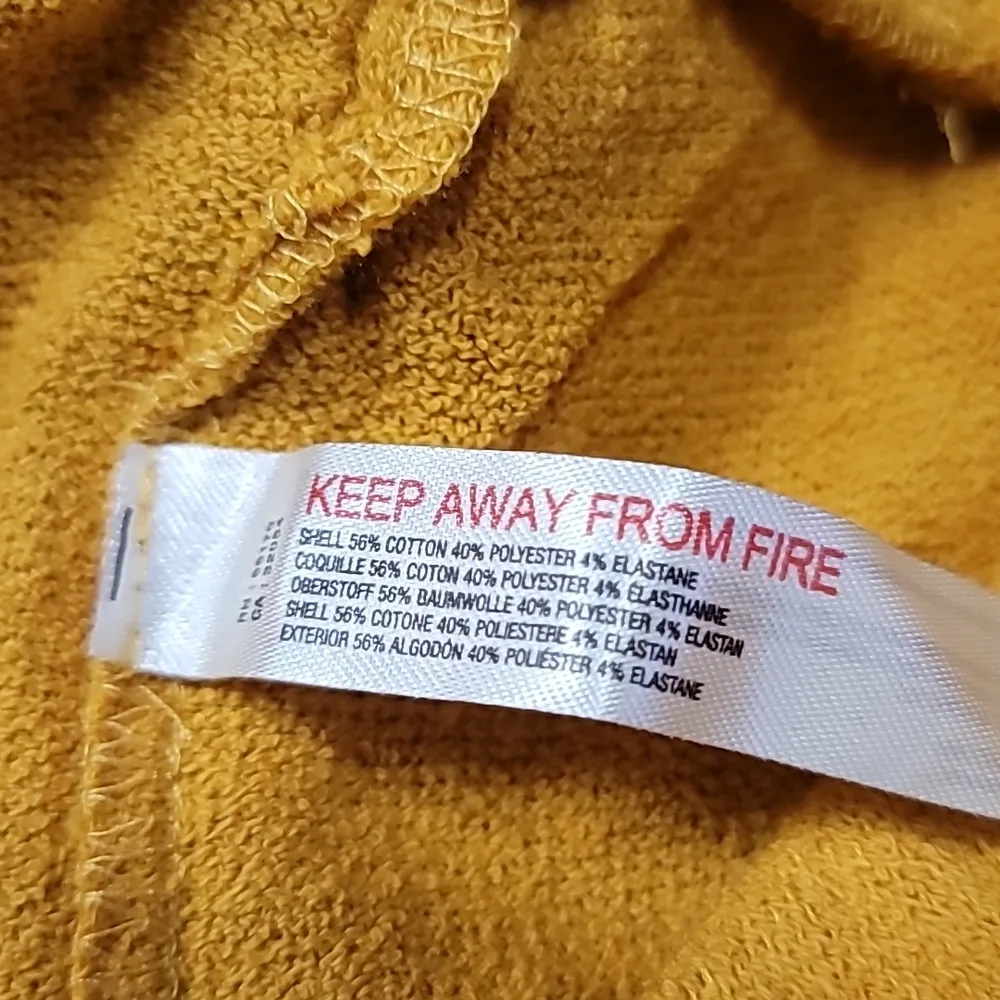 KEEP AWAY FROM FIRE
SHELL 56% COTTON 40% POLYESTER 4% ELASTANE
COQUILLE 56% COTON 40% POLYESTER 4% ÉLASTHANNE
OBERSTOFF 56% BAUMWOLLE 40% POLYESTER 4% ELASTAN
SHELL 56% COTONE 40% POLIESTERE 4% ELASTAN
EXTERIOR 56% ALGODÓN 40% POLIÉSTER 4% ELASTANE
RN
CA